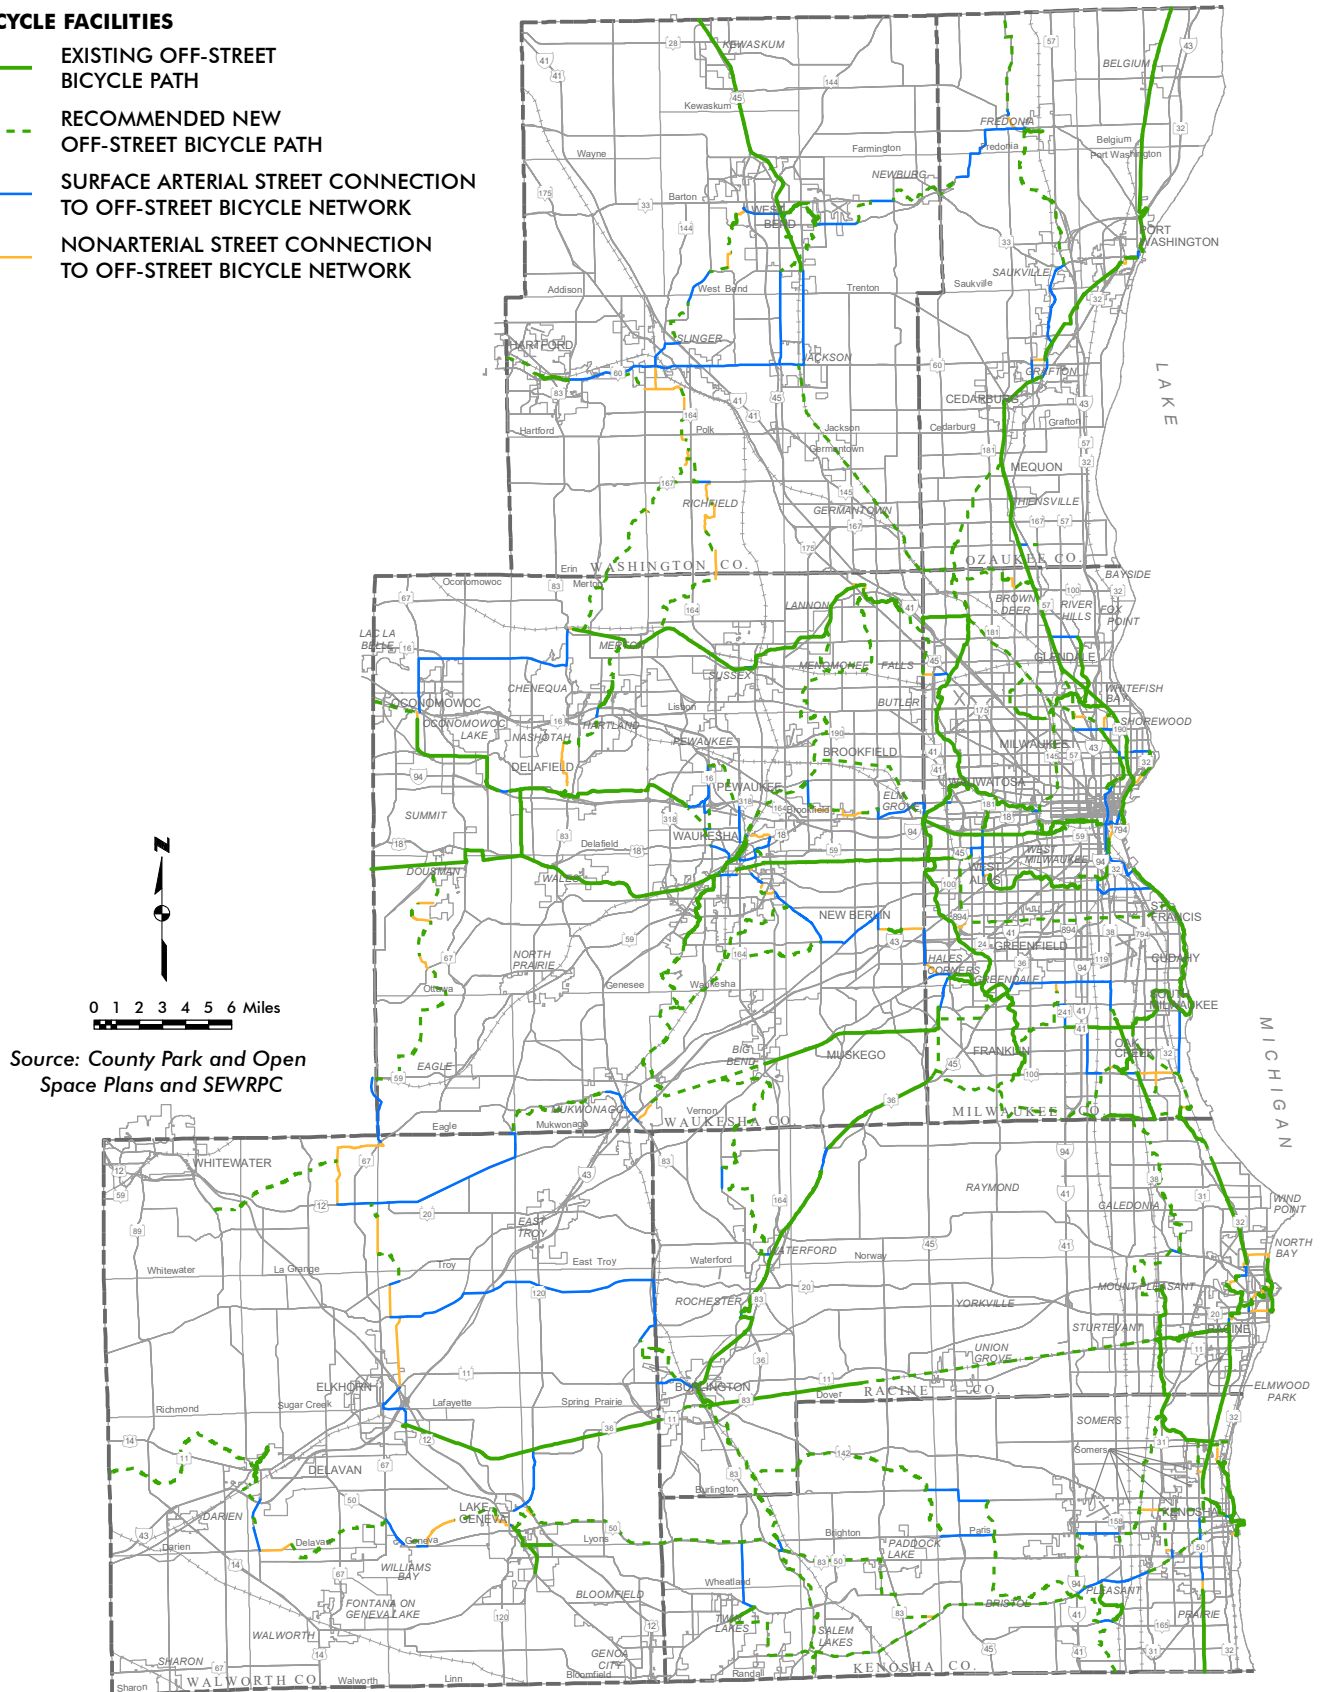 CYCLE FACILITIES
EXISTING OFF-STREET
BICYCLE PATH
RECOMMENDED NEW
OFF-STREET BICYCLE PATH
SURFACE ARTERIAL STREET CONNECTION
TO OFF-STREET BICYCLE NETWORK
NONARTERIAL STREET CONNECTION
TO OFF-STREET BICYCLE NETWORK
KEWASKUM
BELGIUM
Kewaskum
FREDONIA
Wayne
Farmington
Fredonia
Belgium
Port Washington
NEWBURG
Barton
WEST
BEND
PORT
WASHINGTON
SAUKVILLE
Addison
West Bend
Trenton
Saukville
HARTFORD
SLINGER
JACKSON
GRAFTON
CEDARBURG
LAKE
Hartford
Polk
Jackson
Cedarburg
Grafton
Germantown
MEQUON
RICHFIELD
GERMANTOWN
THIENSVILLE
Erin
WASHINGTON CO.
OZAUKEE CO.
Oconomowoc
Merton
BAYSIDE
LANNON
BROWN
DEER
RIVER
HILLS
FOX
POINT
LAC LA
BELLE
MERTON
SUSSEX
MENOMONEE FALLS
GLENDALE
CHENEQUA
WHITEFISH
BAY
OCONOMOWOC
Lisbon
BUTLER
OCONOMOWOC
LAKE
NASHOTAH
HARTLAND
PEWAUKEE
SHOREWOOD
BROOKFIELD
MILWAUKEE
DELAFIELD
PEWAUKEE
WAUWATOSA
ELM
GROVE
Brookfield
SUMMIT
WAUKESHA
Delafield
WEST
MILWAUKEE
DOUSMAN
WALES
WEST
ALLIS
NEW BERLIN
ST.
FRANCIS
GREENFIELD
NORTH
PRAIRIE
HALES
CORNERS
GREENDALE
CUDAHY
Ottawa
Genesee
Waukesha
SOUTH
MILWAUKEE
0 1 2 3 4 5 6 Miles
N
Source: County Park and Open
Space Plans and SEWRPC
EAGLE
BIG
BEND
MUSKEGO
FRANKLIN
OAK
CREEK
MICHIGAN
MUKWONAGO
Vernon
Eagle
Mukwonago
WAUKESHA CO.
MILWAUKEE CO.
WHITEWATER
RAYMOND
CALEDONIA
WIND
POINT
EAST
TROY
NORTH
BAY
WATERFORD
Norway
Whitewater
La Grange
Troy
East Troy
Waterford
ROCHESTER
MOUNT PLEASANT
YORKVILLE
STURTEVANT
RACINE
UNION
GROVE
ELKHORN
BURLINGTON
Dover
RACINE CO.
ELMWOOD
PARK
Richmond
Sugar Creek
Lafayette
Spring Prairie
SOMERS
Somers
DELAVAN
Burlington
DARIEN
LAKE
GENEVA
KENOSHA
Darien
Delavan
Geneva
Lyons
Brighton
Paris
PADDOCK
LAKE
WILLIAMS
BAY
Wheatland
FONTANA ON
GENEVA LAKE
BLOOMFIELD
BRISTOL
PLEASANT
PRAIRIE
TWIN
LAKES
SALEM
LAKES
WALWORTH
GENOA
CITY
SHARON
WALWORTH CO.
Walworth
Linn
Bloomfield
Randall
KENOSHA CO.
Sharon